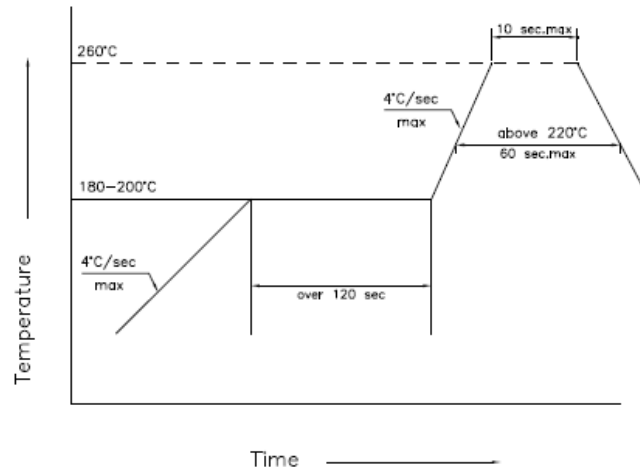 10 sec.max
260°C
4°C/sec
max
above 220°C
60 sec.max
180-200°C
4°C/sec
max
over 120 sec
Temperature
Time